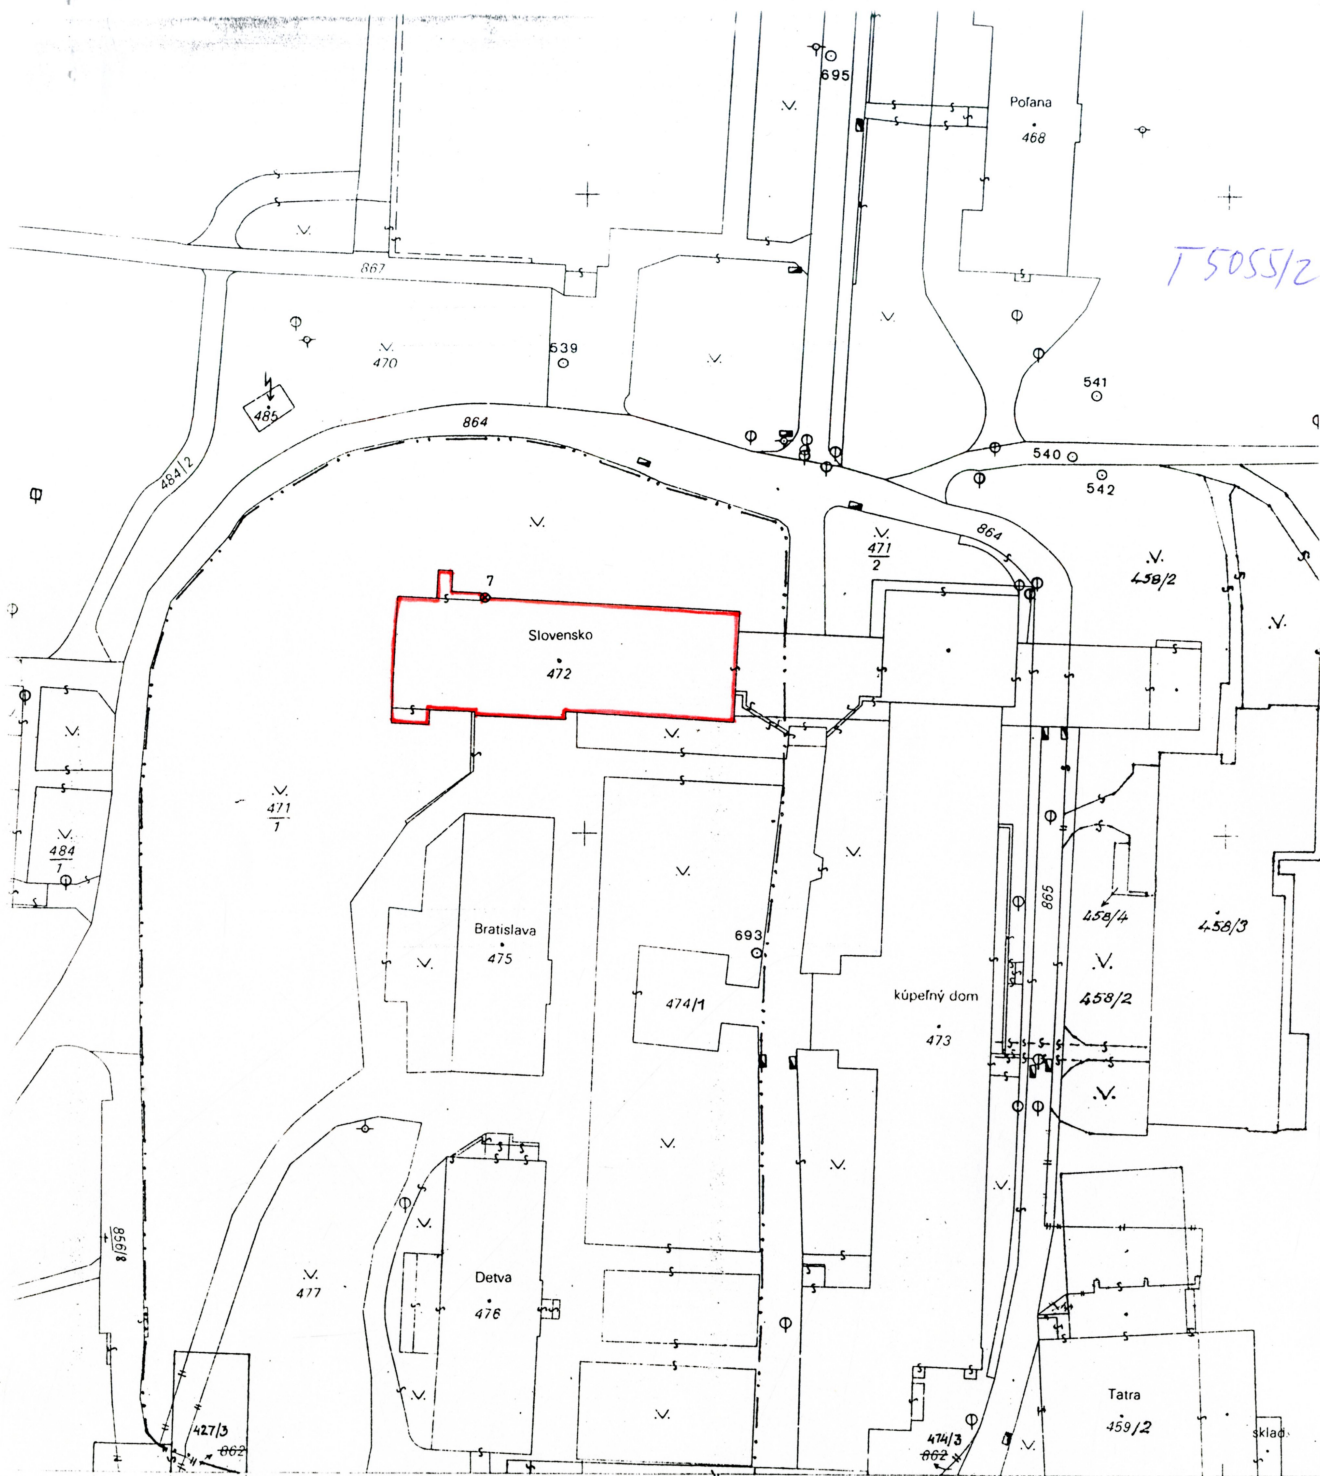 695
Poľana
468
T 5055/2
.V.
.V.
867
.V.
470
539
.V.
.V.
541
485
864
540
542
484/2
.V.
.V.
471
2
864
.V.
458/2
7
.V.
Slovensko
472
.V.
.V.
.V.
471
1
.V.
484
1
.V.
.V.
865
458/4
458/3
Bratislava
475
693
.V.
.V.
458/2
474/1
kúpeľný dom
473
.V.
.V.
.V.
.V.
.V.
856/8
.V.
477
Detva
476
.V.
.V.
Tatra
459/2
427/3
862
474/3
862
.V.
sklad